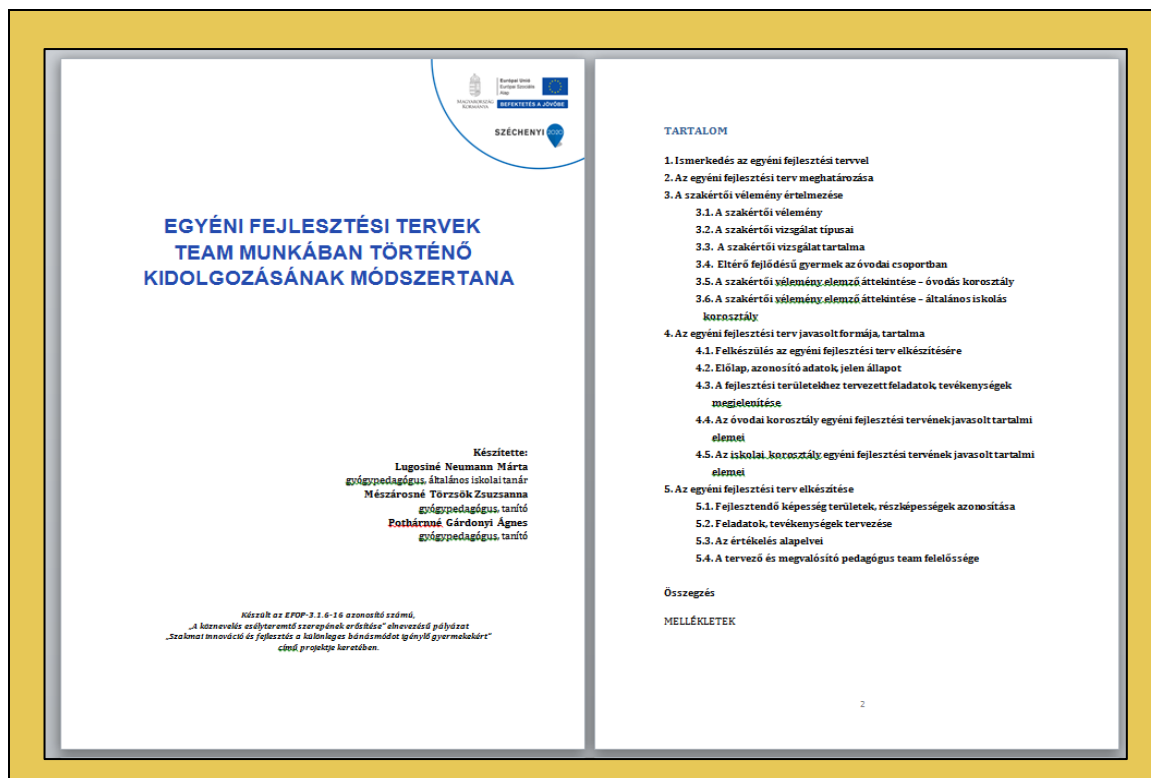 Európai Unió
Európai Szociális
Alap
MAGYARORSZÁG
KORMÁNYA
BEFEKTETÉS A JÖVŐBE
SZÉCHENYI 2020
EGYÉNI FEJLESZTÉSI TERVEK
TEAM MUNKÁBAN TÖRTÉNŐ
KIDOLGOZÁSÁNAK MÓDSZERTANA
Készítette:
Lugosiné Neumann Márta
gyógypedagógus, általános iskolai tanár
Mészárosné Törzsök Zsuzsanna
gyógypedagógus, tanító
Pothárnné Gárdonyi Ágnes
gyógypedagógus, tanító
Készült az EFOP-3.1.6-16 azonosító számú,
„A köznevelés esélyteremtő szerepének erősítése" elnevezésű pályázat
„Szakmai innováció és fejlesztés a különleges bánásmódot igénylő gyermekekért"
című projektje keretében.
TARTALOM
1. Ismerkedés az egyéni fejlesztési tervvel
2. Az egyéni fejlesztési terv meghatározása
3. A szakértői vélemény értelmezése
3.1. A szakértői vélemény
3.2. A szakértői vizsgálat típusai
3.3. A szakértői vizsgálat tartalma
3.4. Eltérő fejlődésű gyermek az óvodai csoportban
3.5. A szakértői vélemény elemző áttekintése – óvodás korosztály
3.6. A szakértői vélemény elemző áttekintése – általános iskolás
korosztály
4. Az egyéni fejlesztési terv javasolt formája, tartalma
4.1. Felkészülés az egyéni fejlesztési terv elkészítésére
4.2. Előlap, azonosító adatok, jelen állapot
4.3. A fejlesztési területekhez tervezett feladatok, tevékenységek
megjelenítése
4.4. Az óvodai korosztály egyéni fejlesztési tervének javasolt tartalmi
elemei
4.5. Az iskolai korosztály egyéni fejlesztési tervének javasolt tartalmi
elemei
5. Az egyéni fejlesztési terv elkészítése
5.1. Fejlesztendő képesség területek, részképességek azonosítása
5.2. Feladatok, tevékenységek tervezése
5.3. Az értékelés alapelvei
5.4. A tervező és megvalósító pedagógus team felelőssége
Összegzés
MELLÉKLETEK
2